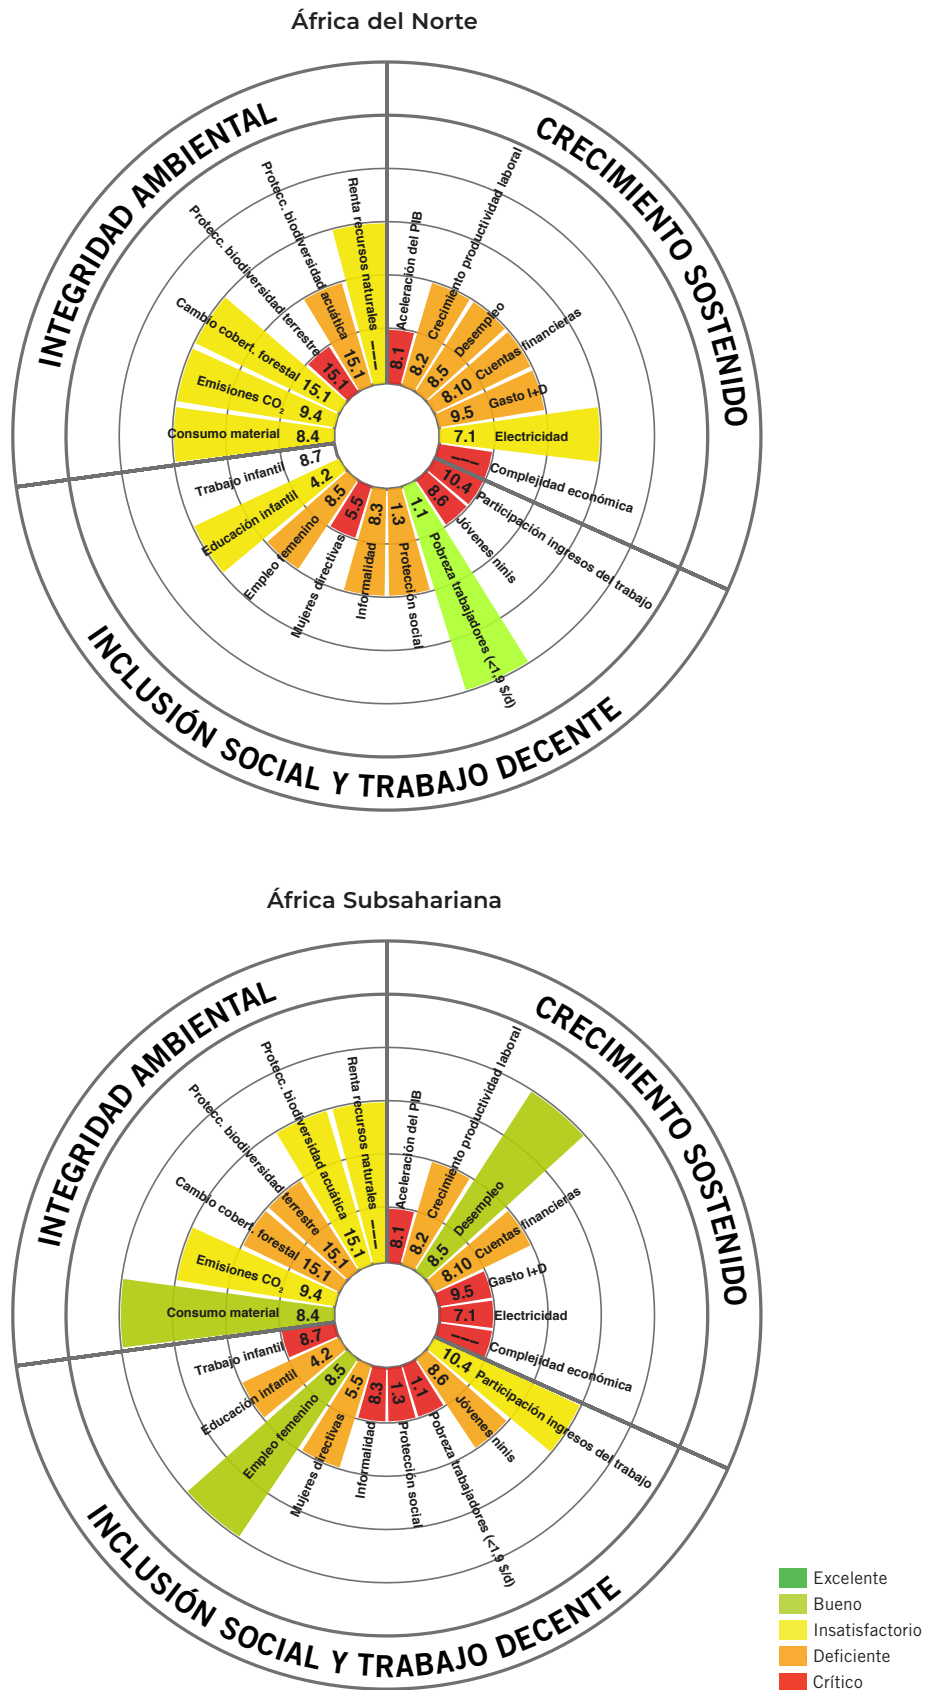 África del Norte
INTEGRIDAD AMBIENTAL
CRECIMIENTO SOSTENIDO
INCLUSIÓN SOCIAL Y TRABAJO DECENTE
Aceleración del PIB 8.1
Crecimiento productividad laboral 8.2
Desempleo 8.5
8.10 Cuentas financieras
9.5 Gasto I+D
7.1 Electricidad
--- Complejidad económica
10.4 Participación ingresos del trabajo
8.6 Jóvenes ninis
1.1 Pobreza trabajadores (<1,9 $/d)
1.3 Protección social
Informalidad 8.3
Mujeres directivas 5.5
Empleo femenino 8.5
Educación infantil 4.2
Trabajo infantil 8.7
Consumo material 8.4
Emisiones CO2 9.4
Cambio cobert. forestal 15.1
Protecc. biodiversidad terrestre 15.1
Protecc. biodiversidad acuática 15.1
Renta recursos naturales ---
África Subsahariana
INTEGRIDAD AMBIENTAL
CRECIMIENTO SOSTENIDO
INCLUSIÓN SOCIAL Y TRABAJO DECENTE
Aceleración del PIB 8.1
Crecimiento productividad laboral 8.2
Desempleo 8.5
8.10 Cuentas financieras
9.5 Gasto I+D
7.1 Electricidad
--- Complejidad económica
10.4 Participación ingresos del trabajo
8.6 Jóvenes ninis
1.1 Pobreza trabajadores (<1,9 $/d)
1.3 Protección social
Informalidad 8.3
Mujeres directivas 5.5
Empleo femenino 8.5
Educación infantil 4.2
Trabajo infantil 8.7
Consumo material 8.4
Emisiones CO2 9.4
Cambio cobert. forestal 15.1
Protecc. biodiversidad terrestre 15.1
Protecc. biodiversidad acuática 15.1
Renta recursos naturales ---
Excelente
Bueno
Insatisfactorio
Deficiente
Crítico